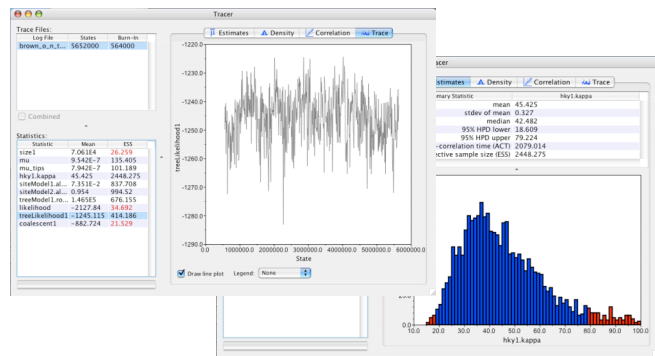 Tracer
Trace Files:
Log File States Burn-In
brown_o_n_t... 5652000 564000
Combined
Statistics:
Statistic Mean ESS
size1 7.061E4 26.259
mu 9.542E-7 135.405
mu_tips 7.942E-7 101.189
hky1.kappa 45.425 2448.275
siteModel1.al... 7.351E-2 837.708
siteModel2.al... 0.954 994.52
treeModel1.ro... 1.465E5 676.155
likelihood -2127.84 34.692
treeLikelihood1 -1245.115 414.186
coalescent1 -882.724 21.529
Estimates Density Correlation Trace
-1220.0
-1230.0
-1240.0
-1250.0
-1260.0
-1270.0
-1280.0
-1290.0
treeLikelihood1
0.0 1000000.0 2000000.0 3000000.0 4000000.0 5000000.0 6000000.0
State
Draw line plot Legend: None
acer
stimates Density Correlation Trace
mary Statistic hky1.kappa
mean 45.425
stdev of mean 0.327
median 42.482
95% HPD lower 18.609
95% HPD upper 79.224
-correlation time (ACT) 2079.014
ective sample size (ESS) 2448.275
25.0
0.0
10.0 20.0 30.0 40.0 50.0 60.0 70.0 80.0 90.0 100.0
hky1.kappa